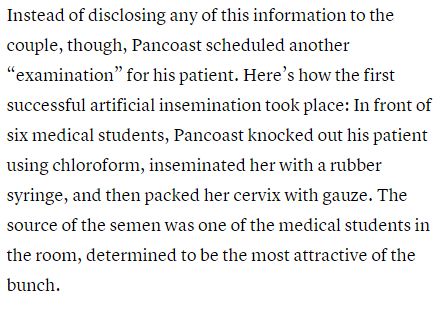 Instead of disclosing any of this information to the
couple, though, Pancoast scheduled another
“examination” for his patient. Here’s how the first
successful artificial insemination took place: In front of
six medical students, Pancoast knocked out his patient
using chloroform, inseminated her with a rubber
syringe, and then packed her cervix with gauze. The
source of the semen was one of the medical students in
the room, determined to be the most attractive of the
bunch.